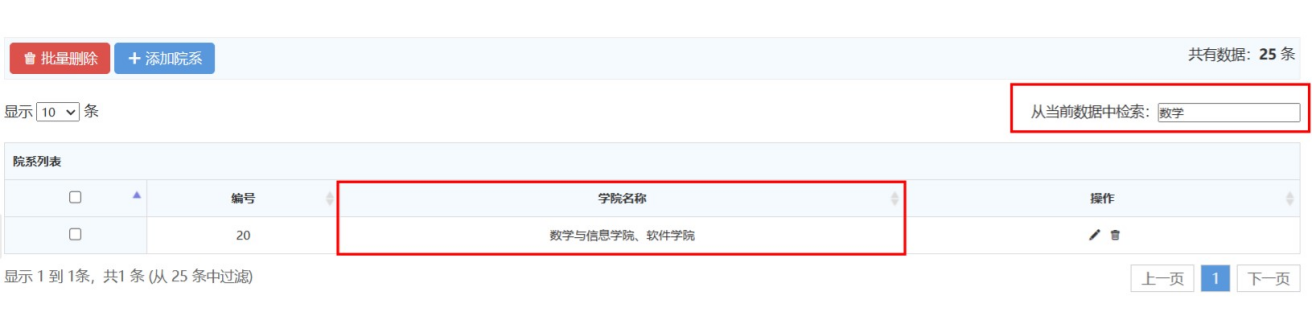 批量删除 添加院系 共有数据：25 条
显示 10 条 从当前数据中检索：数学
院系列表
编号 学院名称 操作
20 数学与信息学院、软件学院
显示 1 到 1条，共1 条 (从 25 条中过滤) 上一页 1 下一页